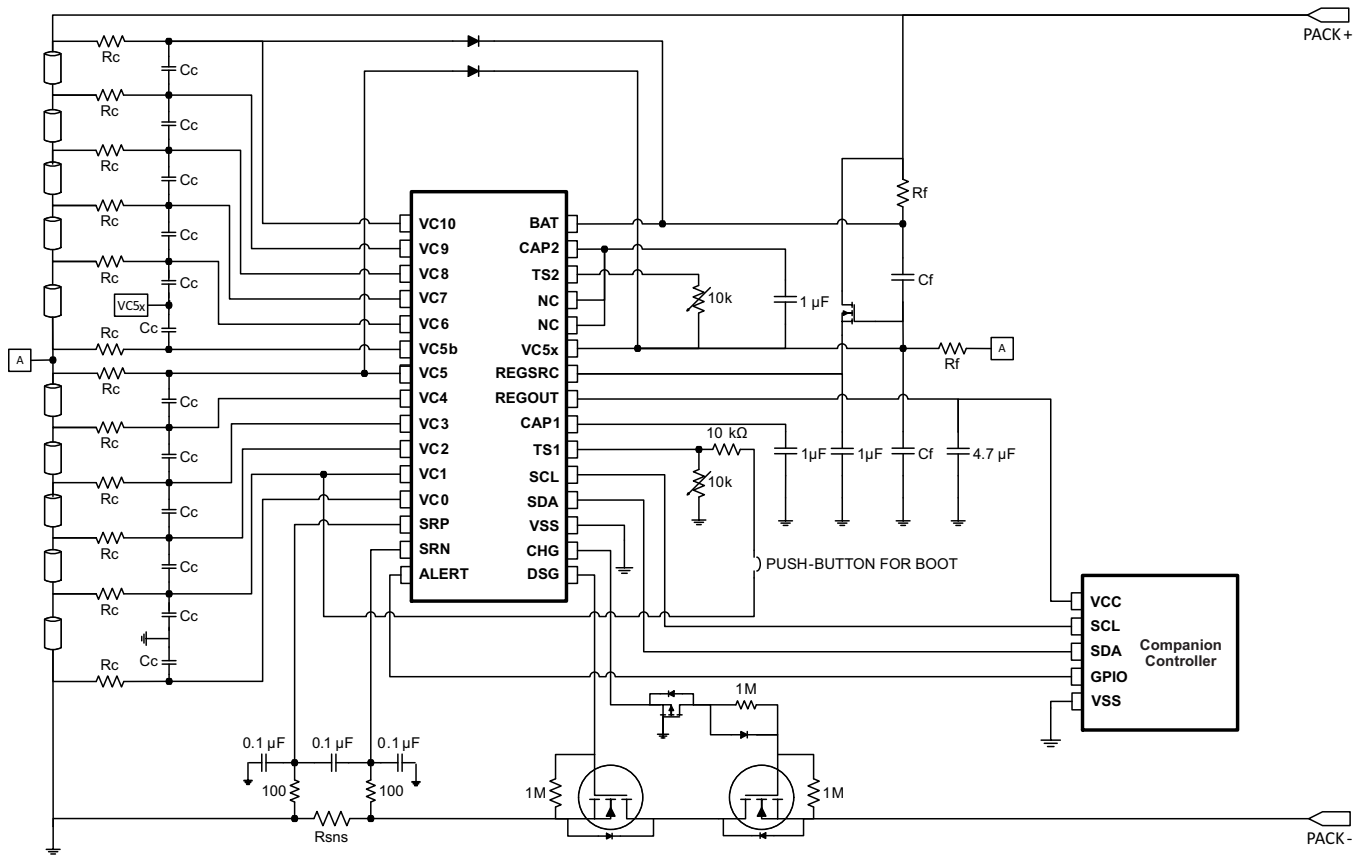 PACK+
Rc
Cc
Rc
Cc
Rc
Cc
Rc
Cc
Rc
Cc
VC5x
Cc
Rc
A
Rc
Cc
Rc
Cc
Rc
Cc
Rc
Cc
Rc
Cc
Cc
Rc
VC10
VC9
VC8
VC7
VC6
VC5b
VC5
VC4
VC3
VC2
VC1
VC0
SRP
SRN
ALERT
BAT
CAP2
TS2
NC
NC
VC5x
REGSRC
REGOUT
CAP1
TS1
SCL
SDA
VSS
CHG
DSG
Rf
Cf
10k
1 µF
Rf
A
10 kΩ
10k
1µF
1µF
Cf
4.7 µF
PUSH-BUTTON FOR BOOT
VCC
SCL
SDA
GPIO
VSS
Companion
Controller
1M
0.1 µF
0.1 µF
0.1 µF
100
100
Rsns
1M
1M
PACK-